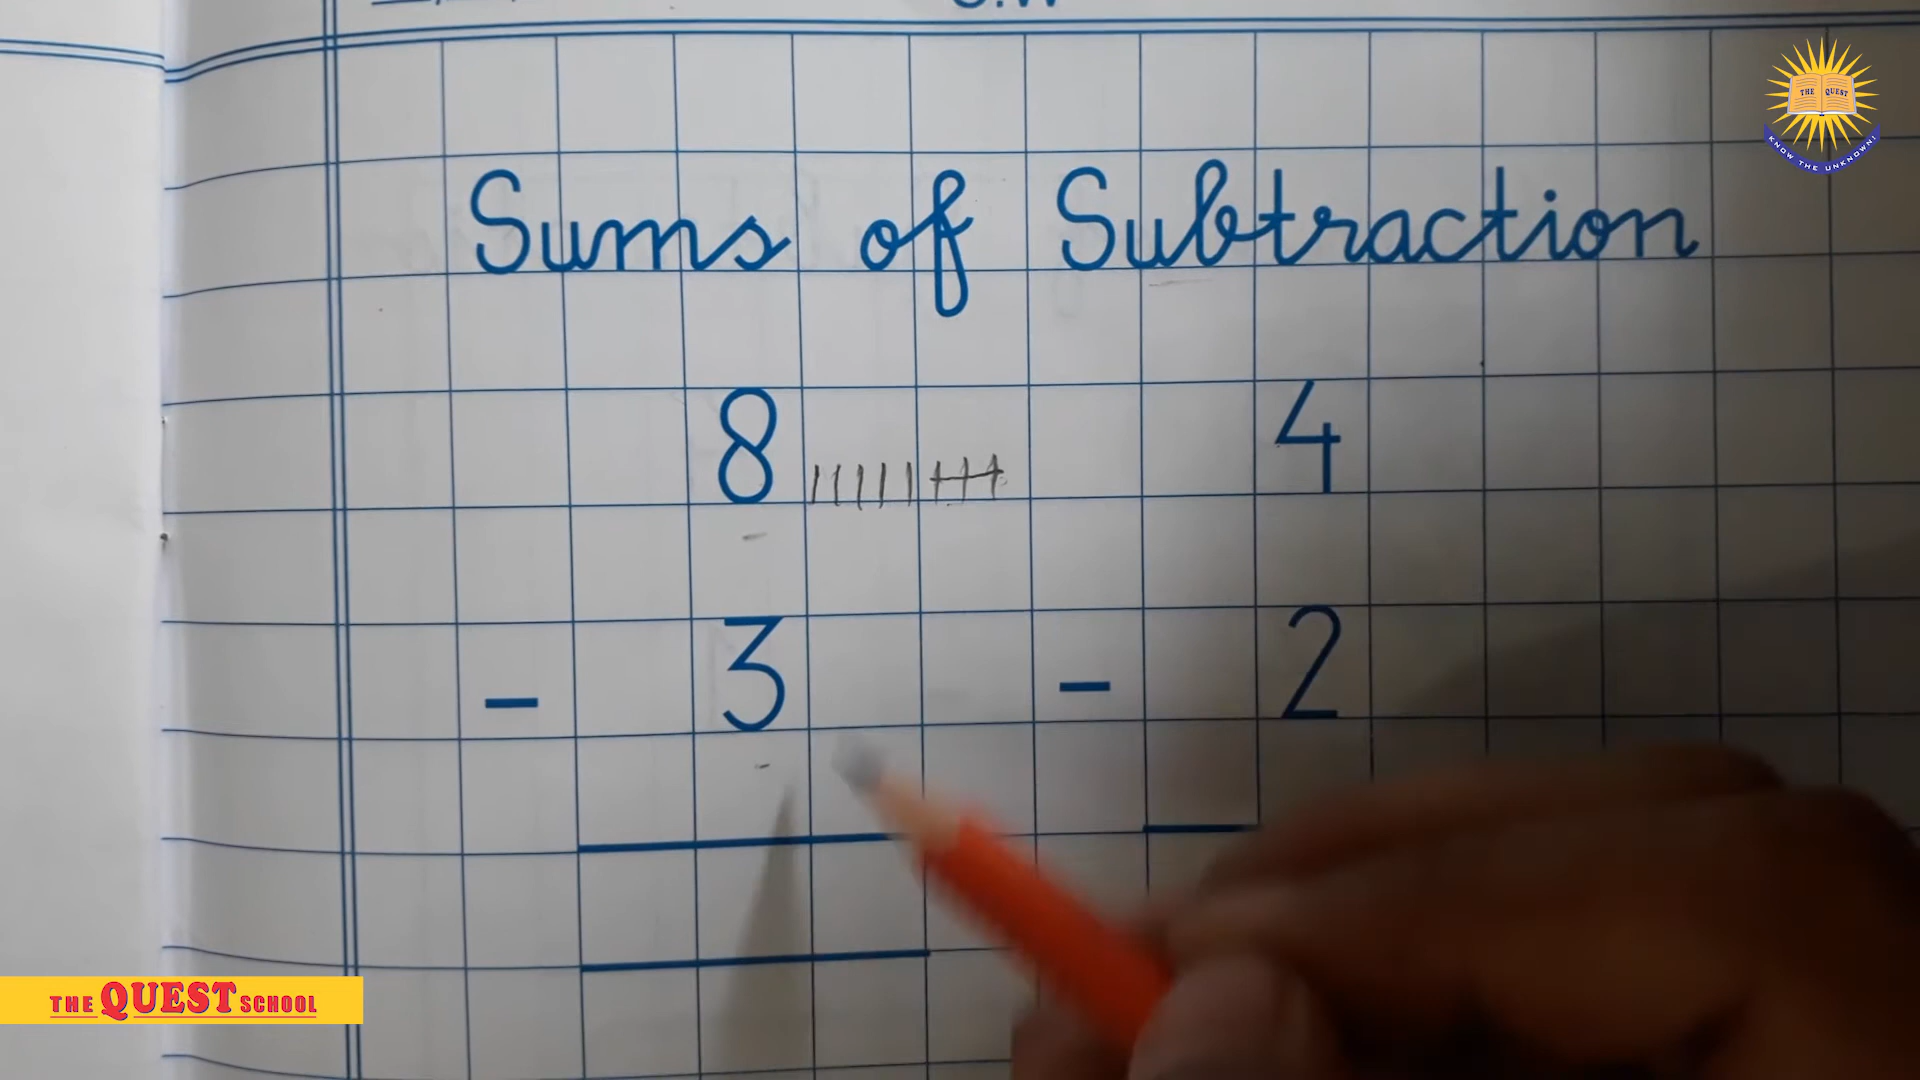 Sums of Subtraction
8 4
- 3 - 2
THE QUEST
KNOW THE UNKNOWN!
THE QUEST SCHOOL